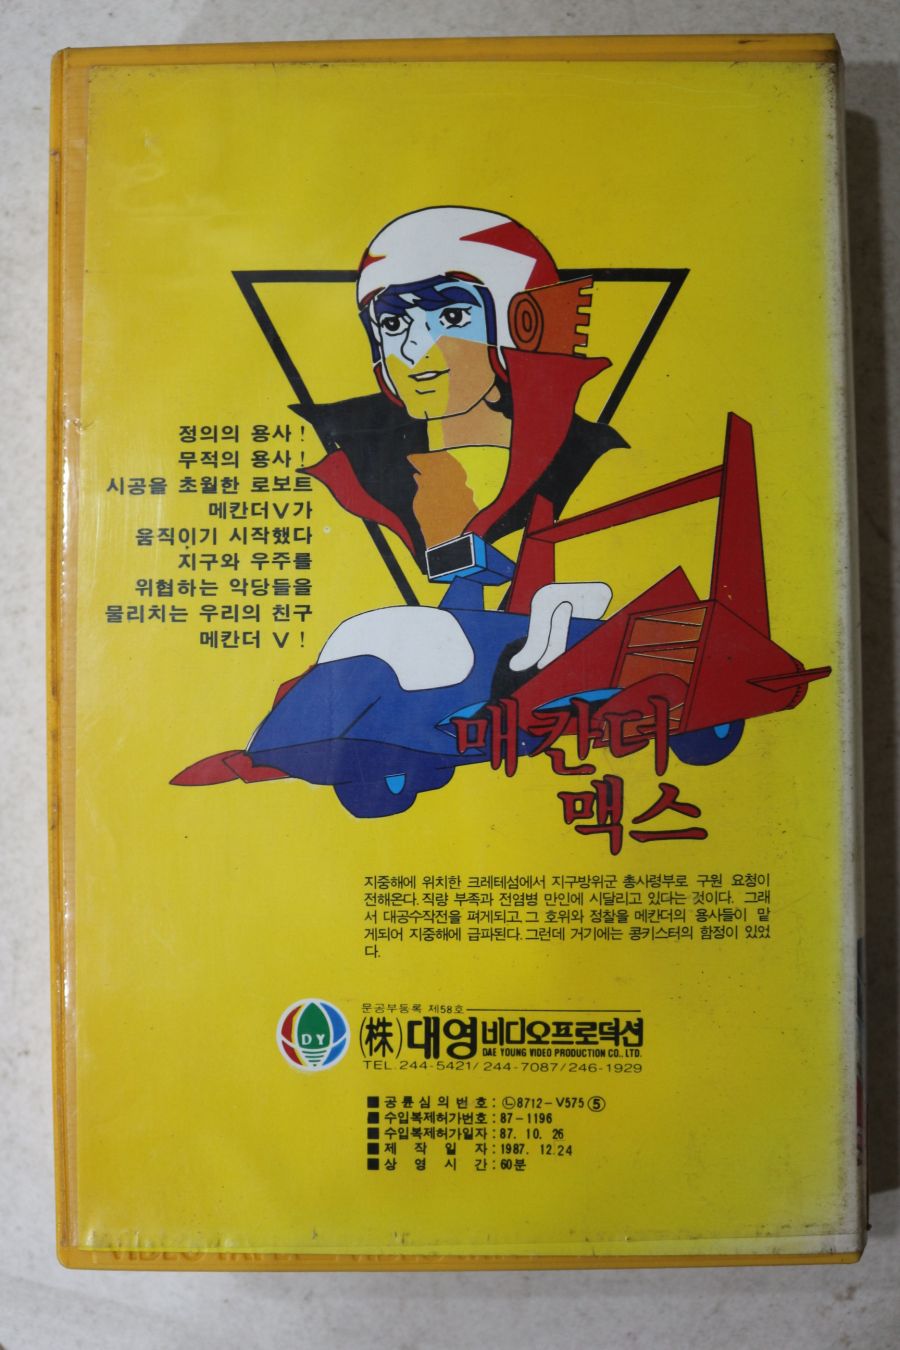 정의의 용사!
무적의 용사!
시공을 초월한 로보트
메칸더V가
움직이기 시작했다
지구와 우주를
위협하는 악당들을
물리치는 우리의 친구
메칸더 V!
매칸더
맥스
지중해에 위치한 크레테섬에서 지구방위군 총사령부로 구원 요청이
전해온다. 직량 부족과 전염병 만인에 시달리고 있다는 것이다. 그래
서 대공수작전을 펴게되고, 그 호위와 정찰을 메칸더의 용사들이 맡
게되어 지중해에 급파된다. 그런데 거기에는 콩키스터의 함정이 있었
다.
문공부등록 제58호
DY
(株)대영비디오프로덕션
DAE YOUNG VIDEO PRODUCTION CO., LTD.
TEL.244-5421/244-7087/246-1929
■공륜심의번호:㉡8712-V575⑤
■수입복제허가번호:87-1196
■수입복제허가일자:87. 10. 26
■제작일자:1987. 12.24
■상영시간:60분